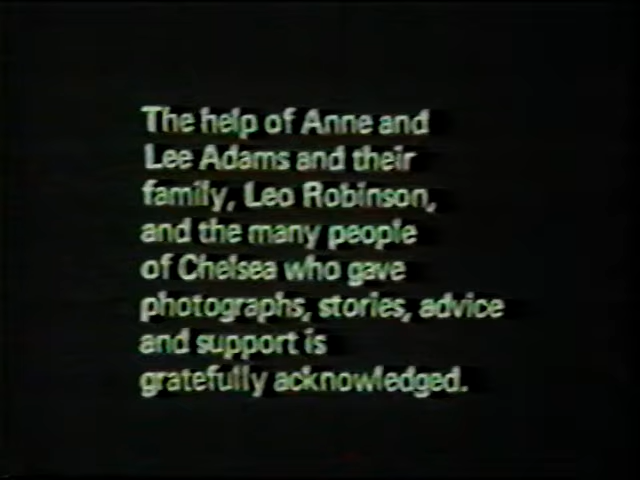 The help of Anne and
Lee Adams and their
family, Leo Robinson,
and the many people
of Chelsea who gave
photographs, stories, advice
and support is
gratefully acknowledged.